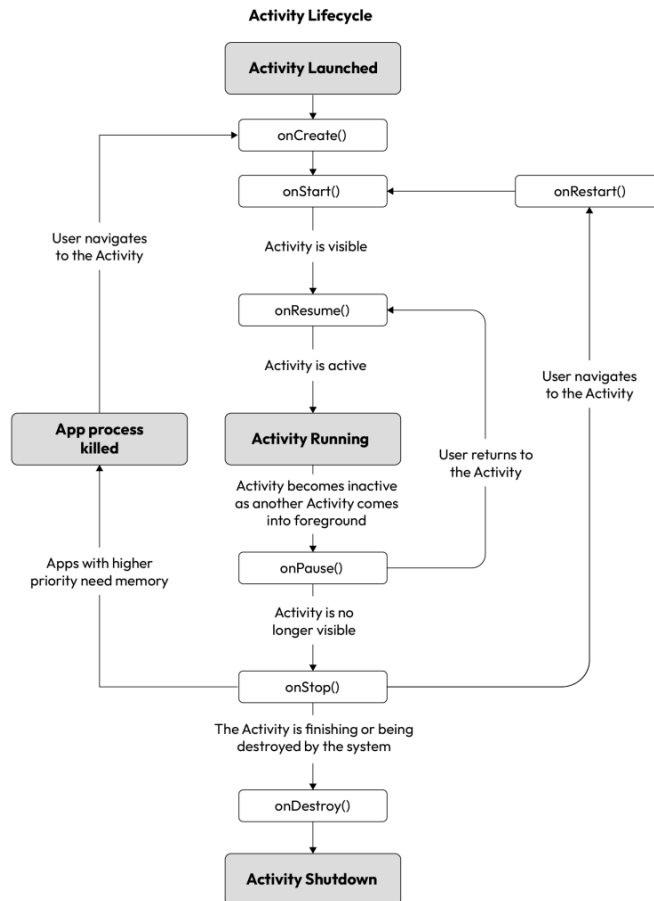 Activity Lifecycle
Activity Launched
onCreate()
onStart()
onRestart()
User navigates
to the Activity
Activity is visible
onResume()
Activity is active
User navigates
to the Activity
App process
killed
Activity Running
User returns to
the Activity
Activity becomes inactive
as another Activity comes
into foreground
onPause()
Apps with higher
priority need memory
Activity is no
longer visible
onStop()
The Activity is finishing or being
destroyed by the system
onDestroy()
Activity Shutdown